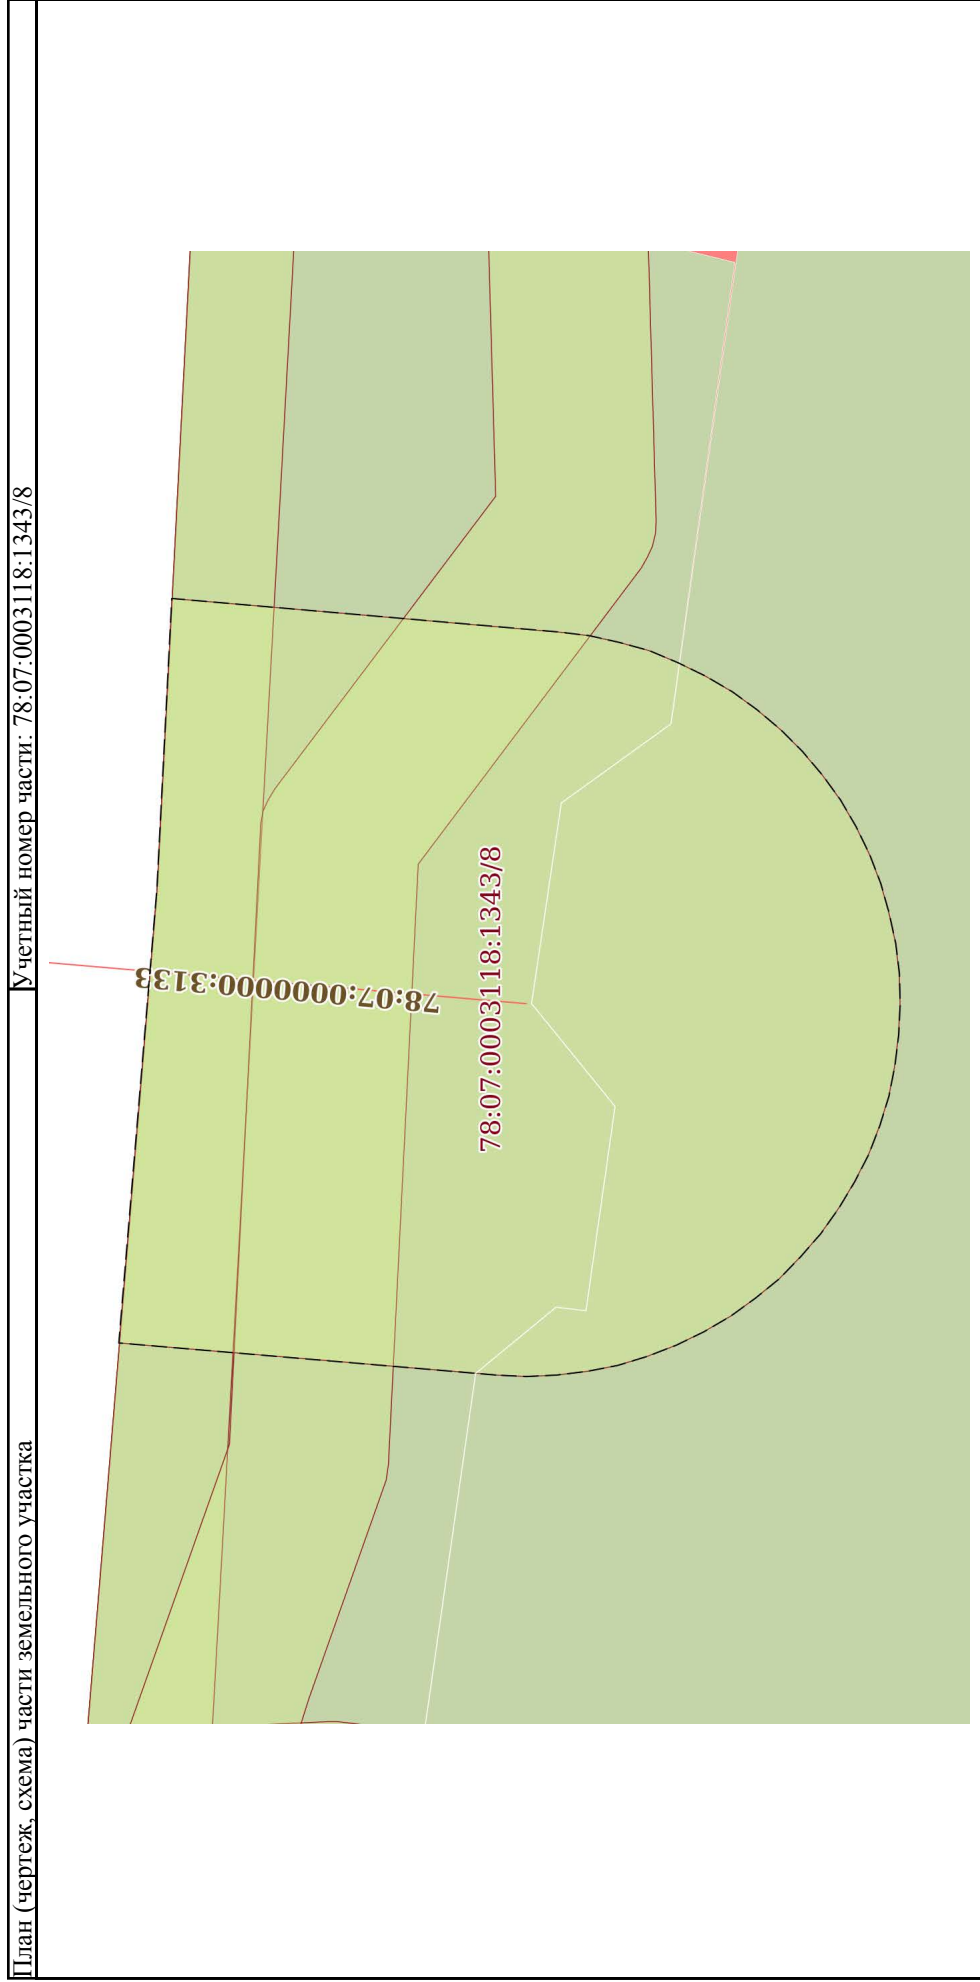 План (чертеж, схема) части земельного участка
Учетный номер части: 78:07:0003118:1343/8
78:07:0000000:3133
78:07:0003118:1343/8